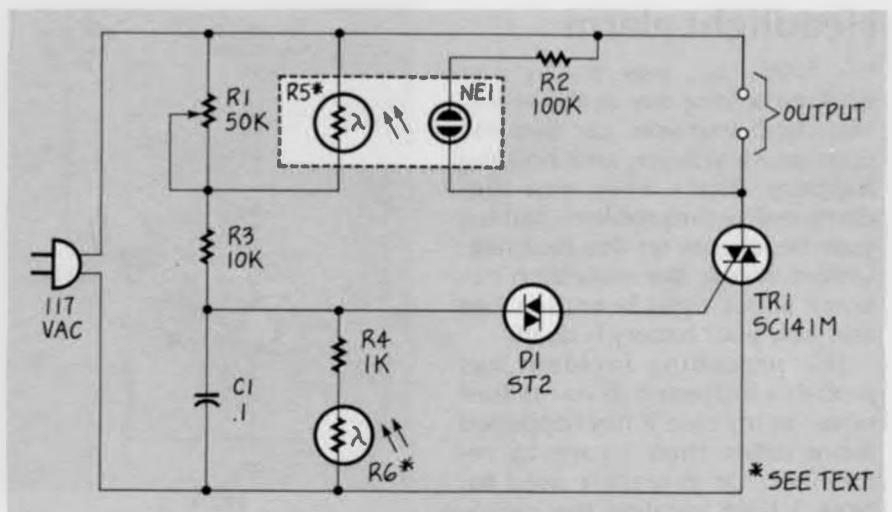 R1
50K
R5*
λ
NE1
R2
100K
OUTPUT
R3
10K
117
VAC
R4
1K
D1
ST2
TR1
SC141M
C1
.1
λ
R6*
* SEE TEXT